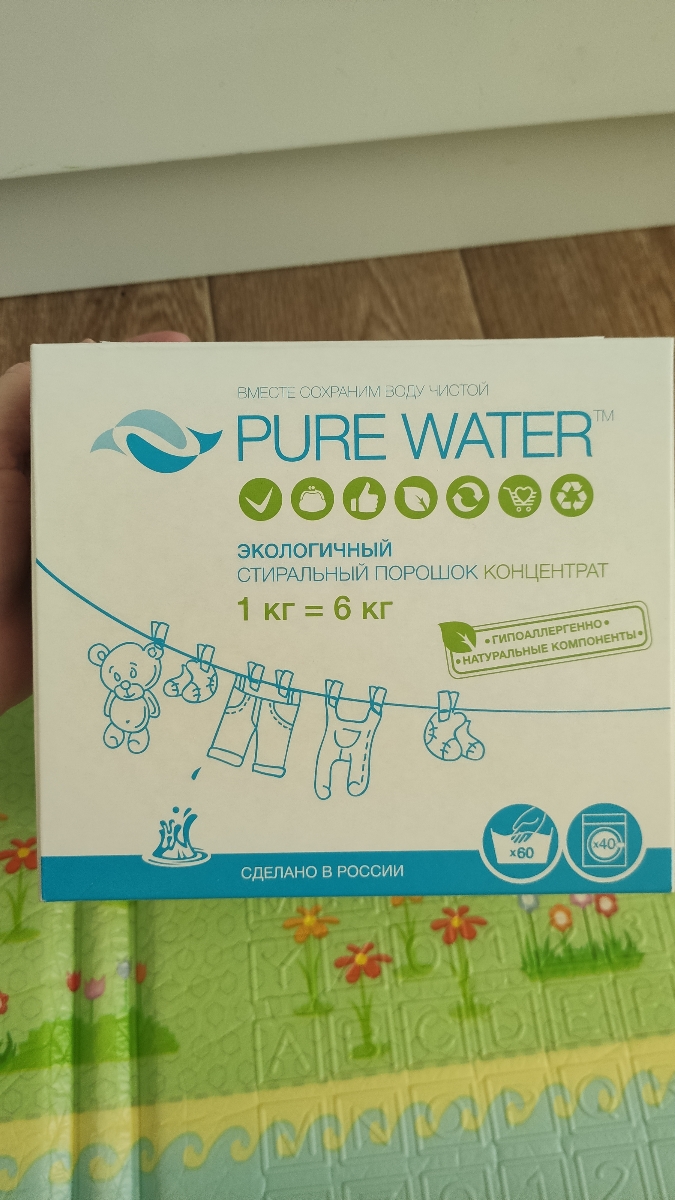 ВМЕСТЕ СОХРАНИМ ВОДУ ЧИСТОЙ
PURE WATER™
ЭКОЛОГИЧНЫЙ
СТИРАЛЬНЫЙ ПОРОШОК КОНЦЕНТРАТ
1 кг = 6 кг
•ГИПОАЛЛЕРГЕННО•
•НАТУРАЛЬНЫЕ КОМПОНЕНТЫ•
x60
x40
СДЕЛАНО В РОССИИ